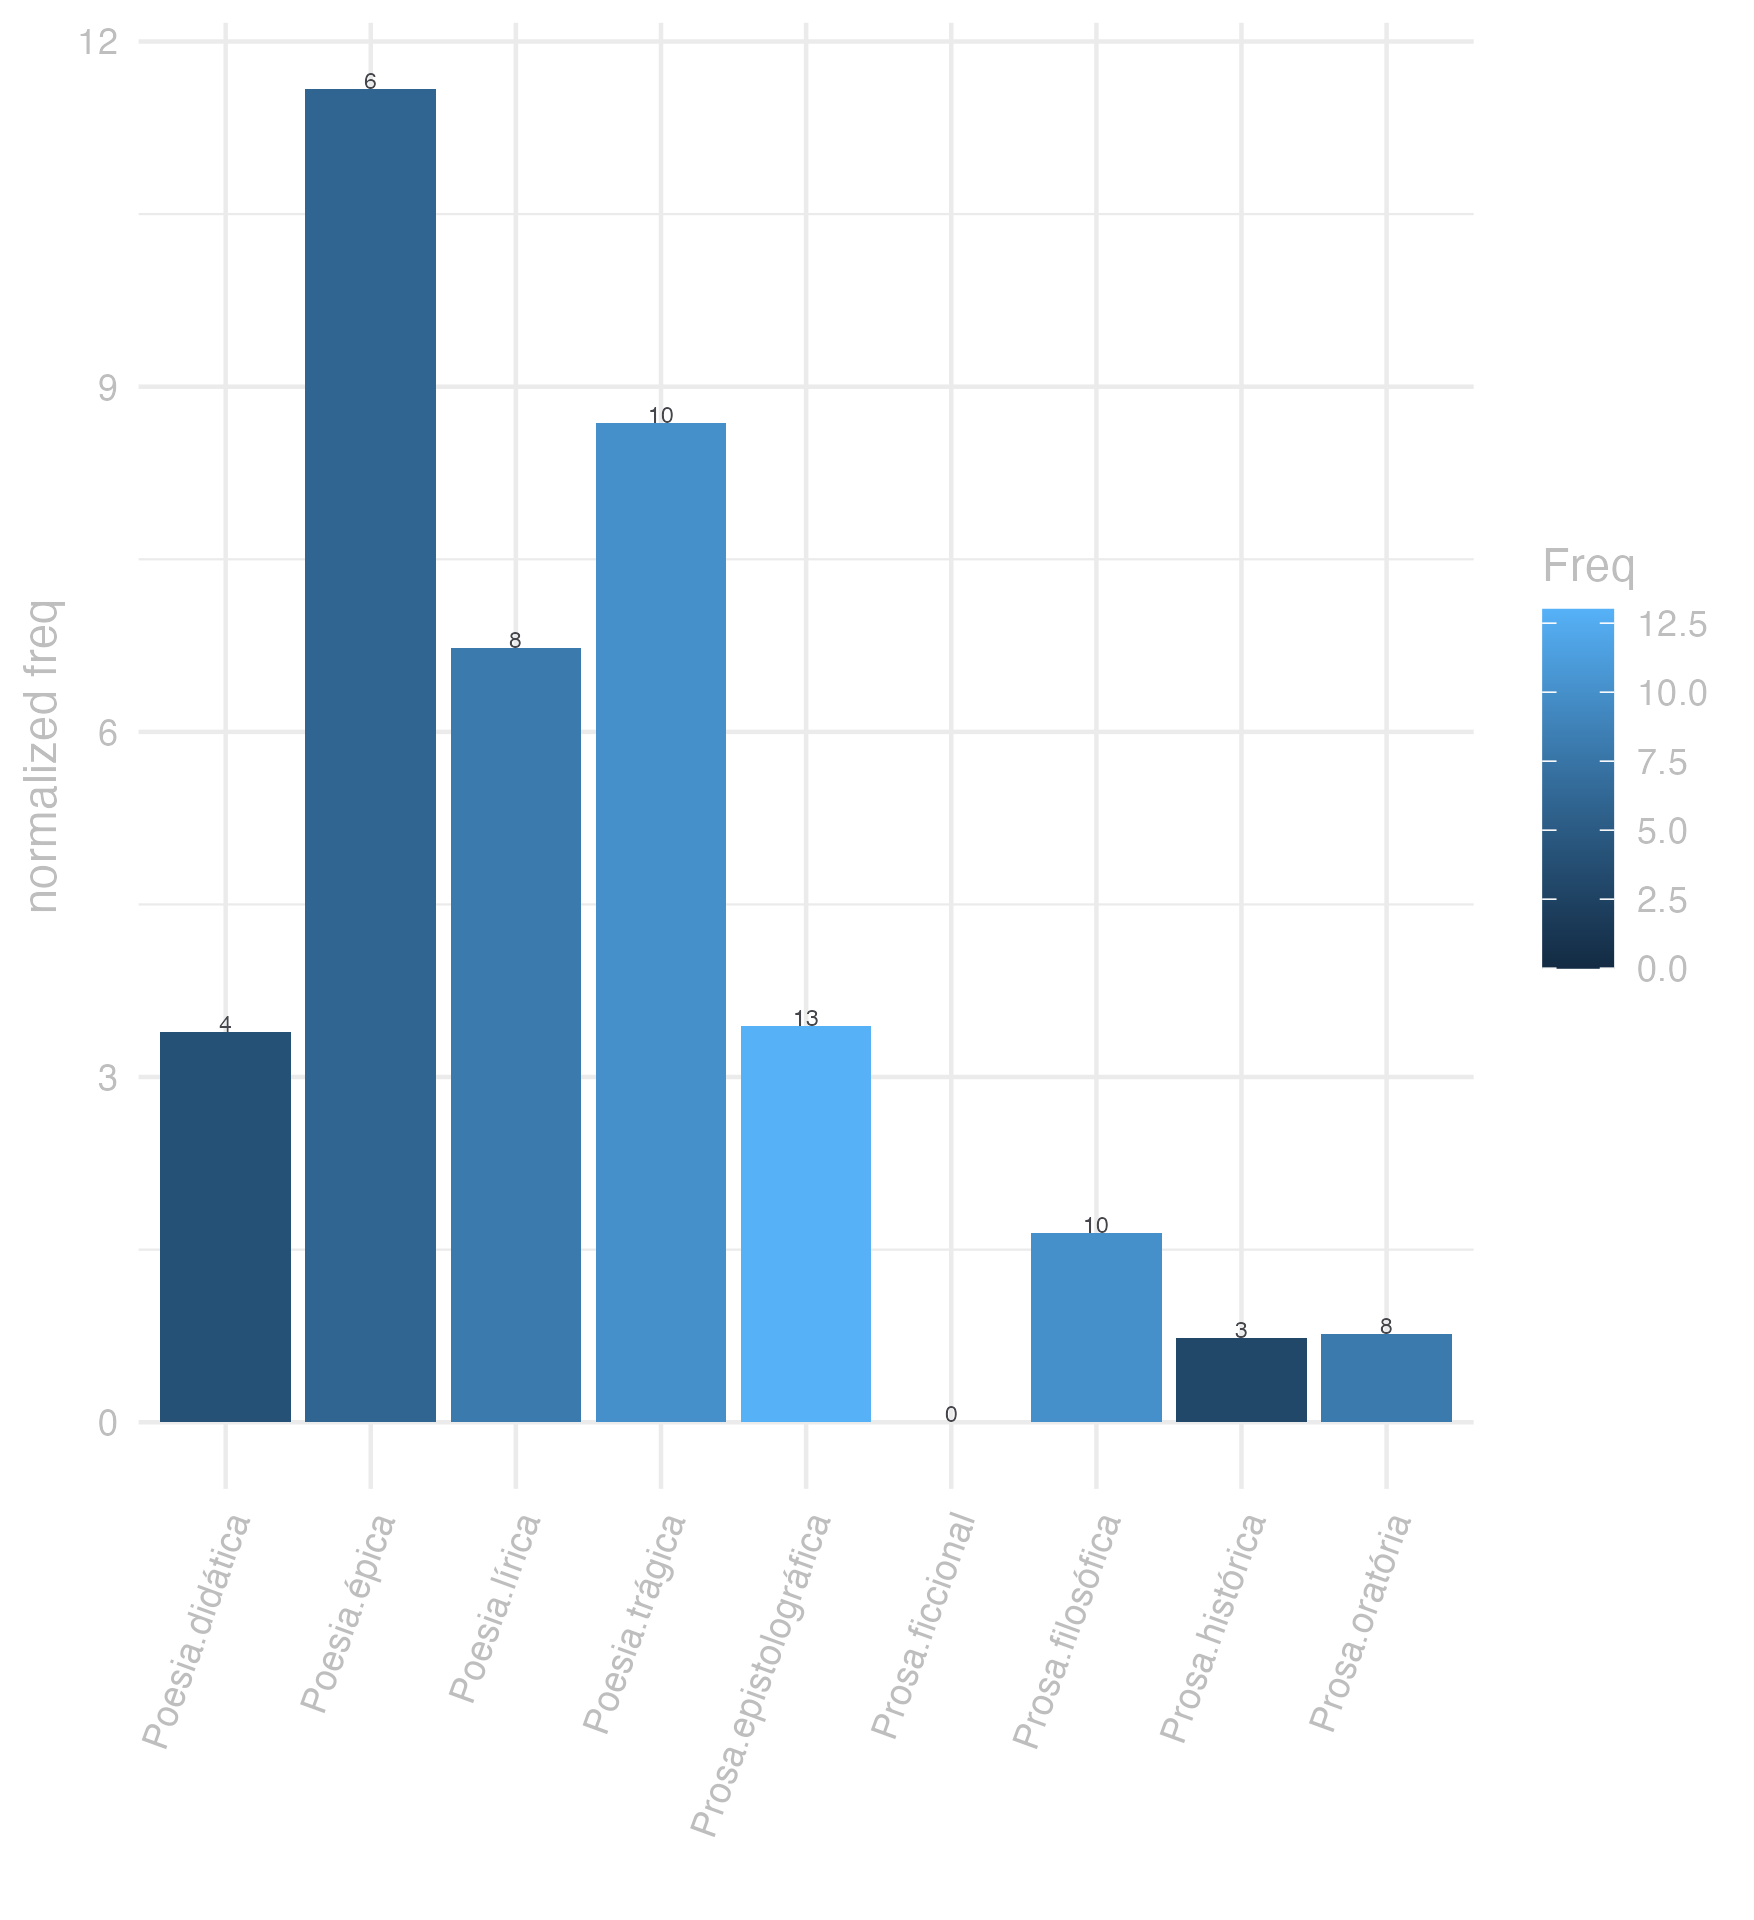 12
9
6
3
0
normalized freq
6
10
8
4
13
0
10
3
8
Poesia.didática
Poesia.épica
Poesia.lírica
Poesia.trágica
Prosa.epistolográfica
Prosa.ficcional
Prosa.filosófica
Prosa.histórica
Prosa.oratória
Freq
12.5
10.0
7.5
5.0
2.5
0.0